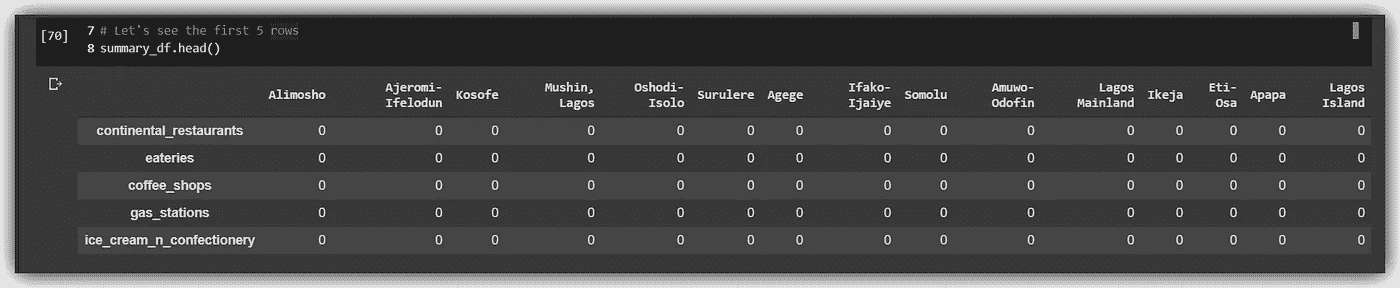 [70] 7 # Let's see the first 5 rows
8 summary_df.head()
Alimosho Ajeromi-Ifelodun Kosofe Mushin, Lagos Oshodi-Isolo Surulere Agege Ifako-Ijaiye Somolu Amuwo-Odofin Lagos Mainland Ikeja Eti-Osa Apapa Lagos Island
continental_restaurants 0 0 0 0 0 0 0 0 0 0 0 0 0 0 0
eateries 0 0 0 0 0 0 0 0 0 0 0 0 0 0 0
coffee_shops 0 0 0 0 0 0 0 0 0 0 0 0 0 0 0
gas_stations 0 0 0 0 0 0 0 0 0 0 0 0 0 0 0
ice_cream_n_confectionery 0 0 0 0 0 0 0 0 0 0 0 0 0 0 0